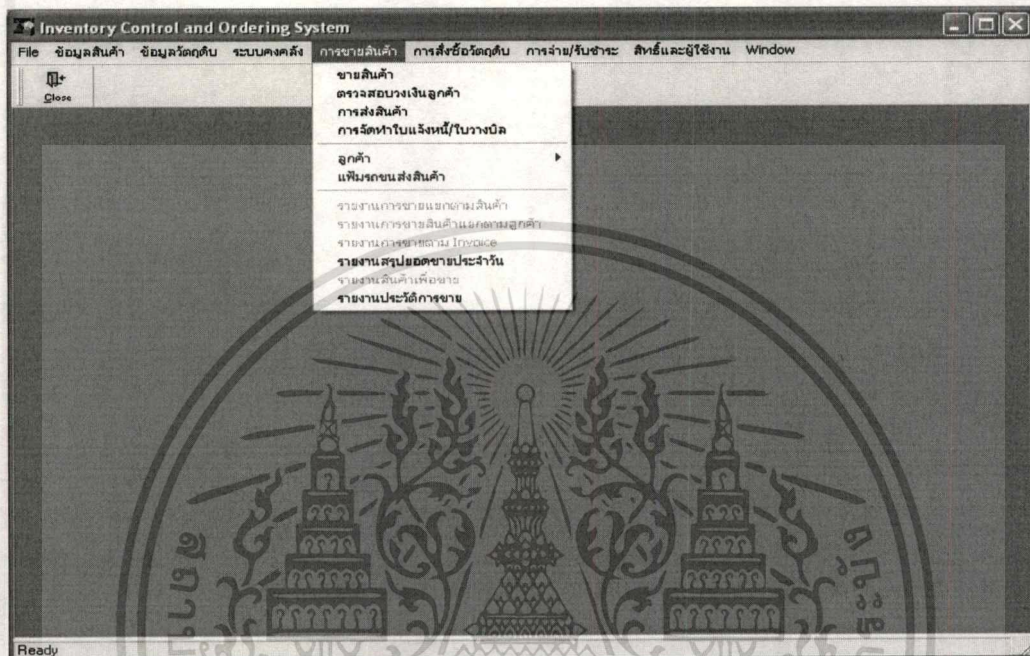 Inventory Control and Ordering System
File ข้อมูลสินค้า ข้อมูลวัตถุดิบ ระบบคงคลัง การขายสินค้า การสั่งซื้อวัตถุดิบ การจ่าย/รับชำระ สิทธิ์และผู้ใช้งาน Window
Close
ขายสินค้า
ตรวจสอบวงเงินลูกค้า
การส่งสินค้า
การจัดทำใบแจ้งหนี้/ใบวางบิล
ลูกค้า
แฟ้มรถขนส่งสินค้า
รายงานการขายแยกตามสินค้า
รายงานการขายสินค้าแยกตามลูกค้า
รายงานการขายตาม Invoice
รายงานสรุปยอดขายประจำวัน
รายงานสินค้าเพื่อขาย
รายงานประวัติการขาย
Ready